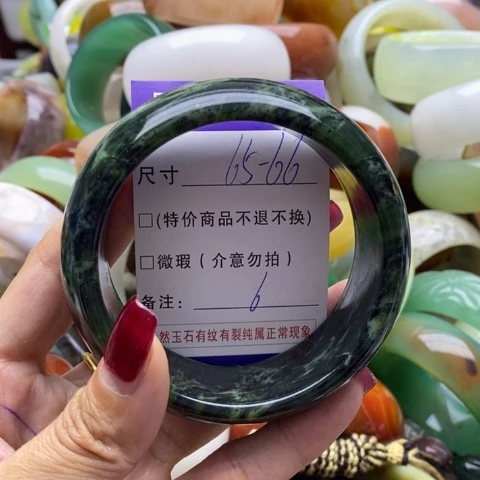 尺寸 65-66
□(特价商品不退不换)
□微瑕(介意勿拍)
备注: 6
然玉石有纹有裂纯属正常现象